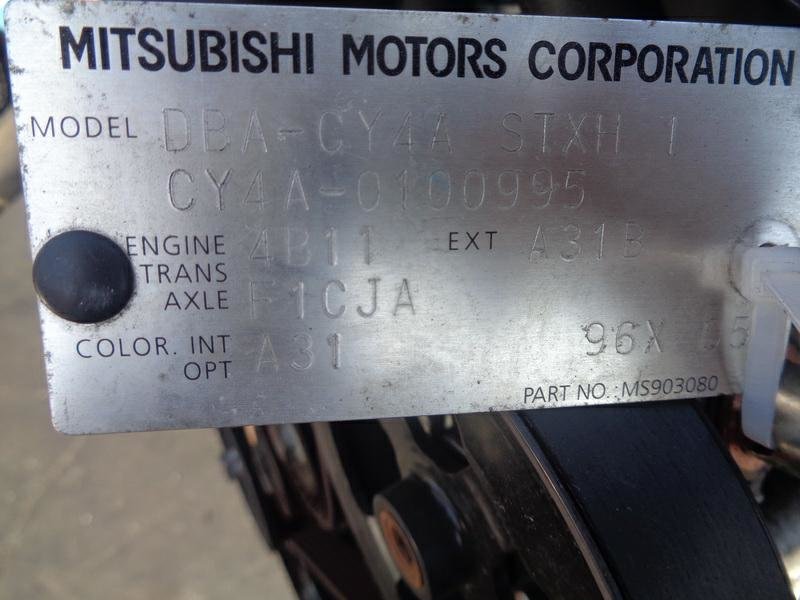 MITSUBISHI MOTORS CORPORATION
MODEL DBA-CY4A STXH 1
CY4A-0100995
ENGINE 4B11 EXT A31B
TRANS
AXLE F1CJA
COLOR. INT A31 96X
OPT
PART NO. MS903080